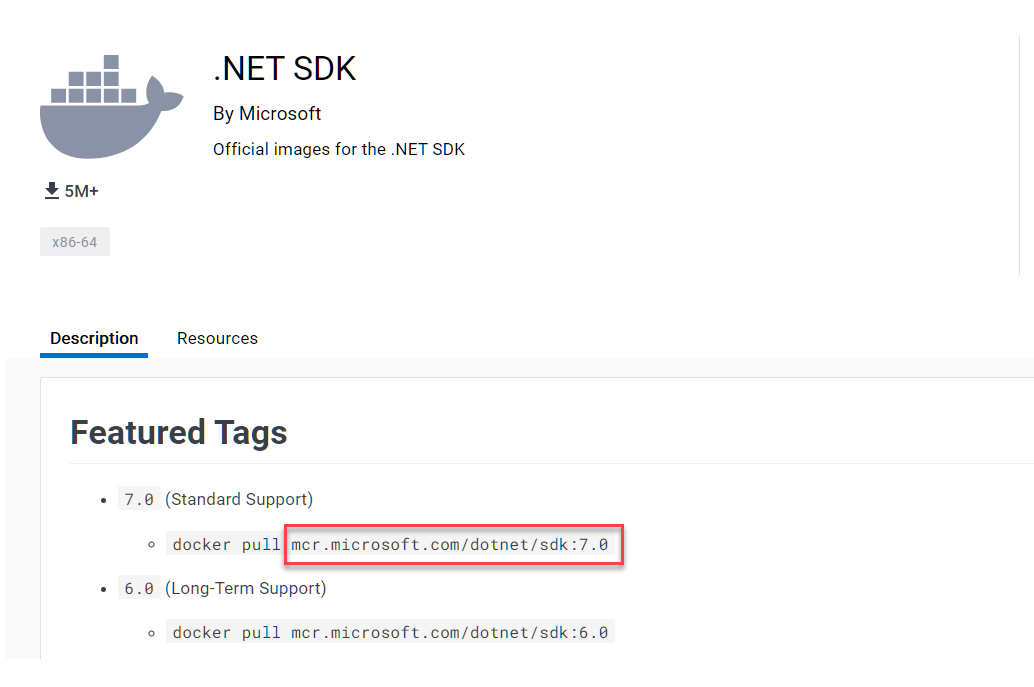 .NET SDK
By Microsoft
Official images for the .NET SDK
5M+
x86-64
Description Resources
Featured Tags
7.0 (Standard Support)
docker pull mcr.microsoft.com/dotnet/sdk:7.0
6.0 (Long-Term Support)
docker pull mcr.microsoft.com/dotnet/sdk:6.0